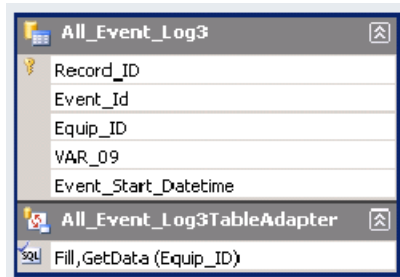 All_Event_Log3
Record_ID
Event_Id
Equip_ID
VAR_09
Event_Start_Datetime
All_Event_Log3TableAdapter
SQL Fill,GetData (Equip_ID)